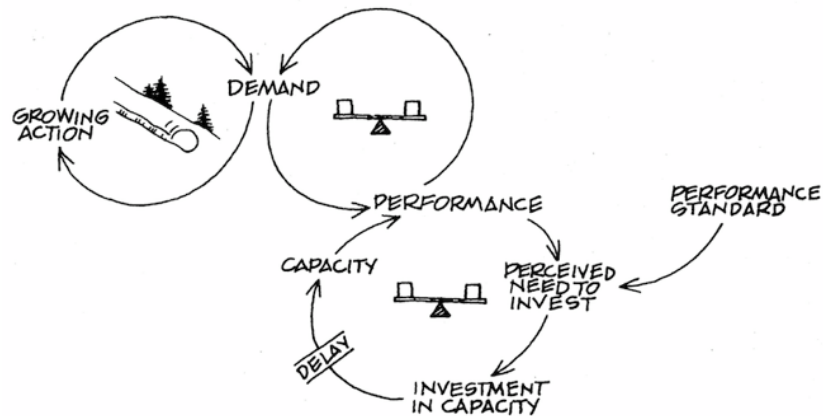 DEMAND
GROWING
ACTION
PERFORMANCE
PERFORMANCE
STANDARD
CAPACITY
PERCEIVED
NEED TO
INVEST
DELAY
INVESTMENT
IN CAPACITY